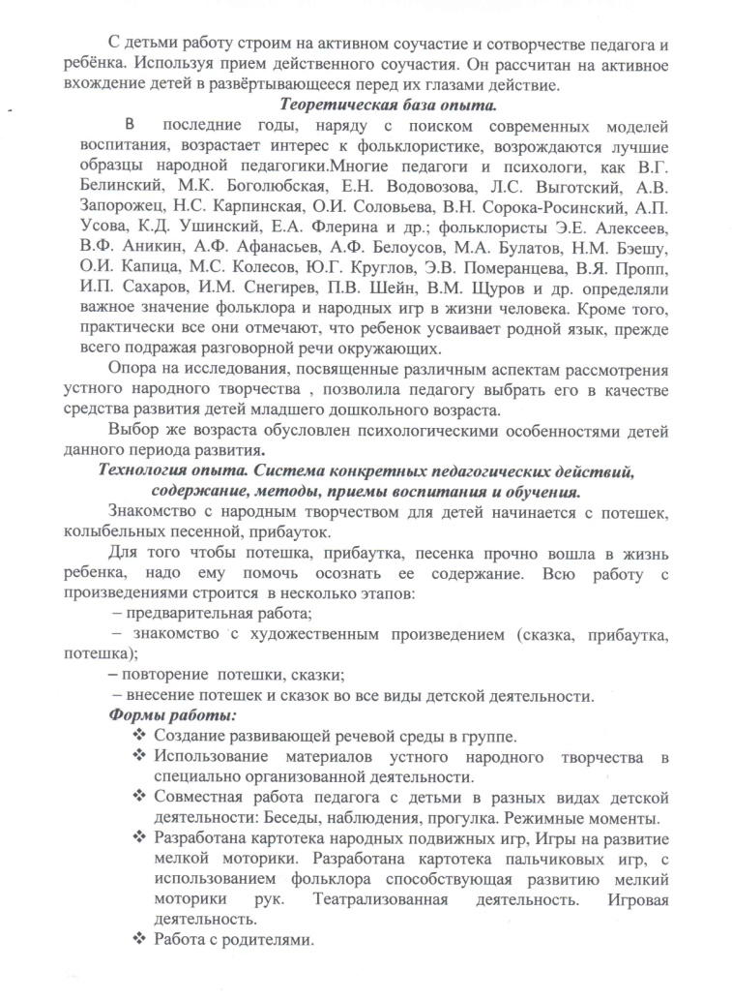 С детьми работу строим на активном соучастие и сотворчестве педагога и
ребёнка. Используя прием действенного соучастия. Он рассчитан на активное
вхождение детей в развёртывающееся перед их глазами действие.
Теоретическая база опыта.
В последние годы, наряду с поиском современных моделей
воспитания, возрастает интерес к фольклористике, возрождаются лучшие
образцы народной педагогики.Многие педагоги и психологи, как В.Г.
Белинский, М.К. Боголюбская, Е.Н. Водовозова, Л.С. Выготский, А.В.
Запорожец, Н.С. Карпинская, О.И. Соловьева, В.Н. Сорока-Росинский, А.П.
Усова, К.Д. Ушинский, Е.А. Флерина и др.; фольклористы Э.Е. Алексеев,
В.Ф. Аникин, А.Ф. Афанасьев, А.Ф. Белоусов, М.А. Булатов, Н.М. Бэешу,
О.И. Капица, М.С. Колесов, Ю.Г. Круглов, Э.В. Померанцева, В.Я. Пропп,
И.П. Сахаров, И.М. Снегирев, П.В. Шейн, В.М. Щуров и др. определяли
важное значение фольклора и народных игр в жизни человека. Кроме того,
практически все они отмечают, что ребенок усваивает родной язык, прежде
всего подражая разговорной речи окружающих.
Опора на исследования, посвященные различным аспектам рассмотрения
устного народного творчества , позволила педагогу выбрать его в качестве
средства развития детей младшего дошкольного возраста.
Выбор же возраста обусловлен психологическими особенностями детей
данного периода развития.
Технология опыта. Система конкретных педагогических действий,
содержание, методы, приемы воспитания и обучения.
Знакомство с народным творчеством для детей начинается с потешек,
колыбельных песенной, прибауток.
Для того чтобы потешка, прибаутка, песенка прочно вошла в жизнь
ребенка, надо ему помочь осознать ее содержание. Всю работу с
произведениями строится в несколько этапов:
– предварительная работа;
– знакомство с художественным произведением (сказка, прибаутка,
потешка);
– повторение потешки, сказки;
– внесение потешек и сказок во все виды детской деятельности.
Формы работы:
❖ Создание развивающей речевой среды в группе.
❖ Использование материалов устного народного творчества в
специально организованной деятельности.
❖ Совместная работа педагога с детьми в разных видах детской
деятельности: Беседы, наблюдения, прогулка. Режимные моменты.
❖ Разработана картотека народных подвижных игр, Игры на развитие
мелкой моторики. Разработана картотека пальчиковых игр, с
использованием фольклора способствующая развитию мелкий
моторики рук. Театрализованная деятельность. Игровая
деятельность.
❖ Работа с родителями.